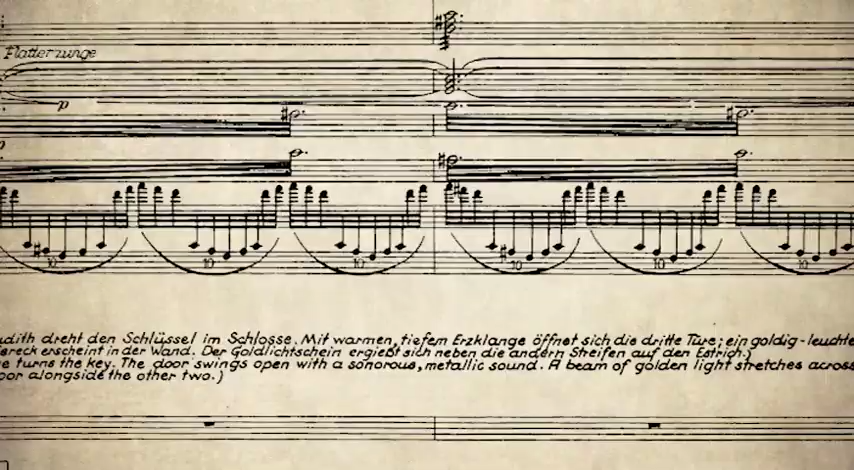 Flatterzunge
p
10 10 10 10 10 10
udith dreht den Schlüssel im Schlosse. Mit warmen, tiefem Erzklange öffnet sich die dritte Türe; ein goldig-leuchte
iereck erscheint in der Wand. Der Goldlichtschein ergießt sich neben die andern Streifen auf den Estrich.)
e turns the key. The door swings open with a sonorous, metallic sound. A beam of golden light stretches across
oor alongside the other two.)